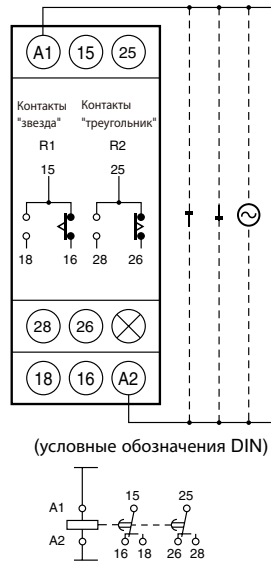 A1 15 25
Контакты Контакты
"звезда" "треугольник"
R1 R2
15 25
18 16 28 26
28 26
18 16 A2
(условные обозначения DIN)
15 25
A1
A2
16 18 26 28